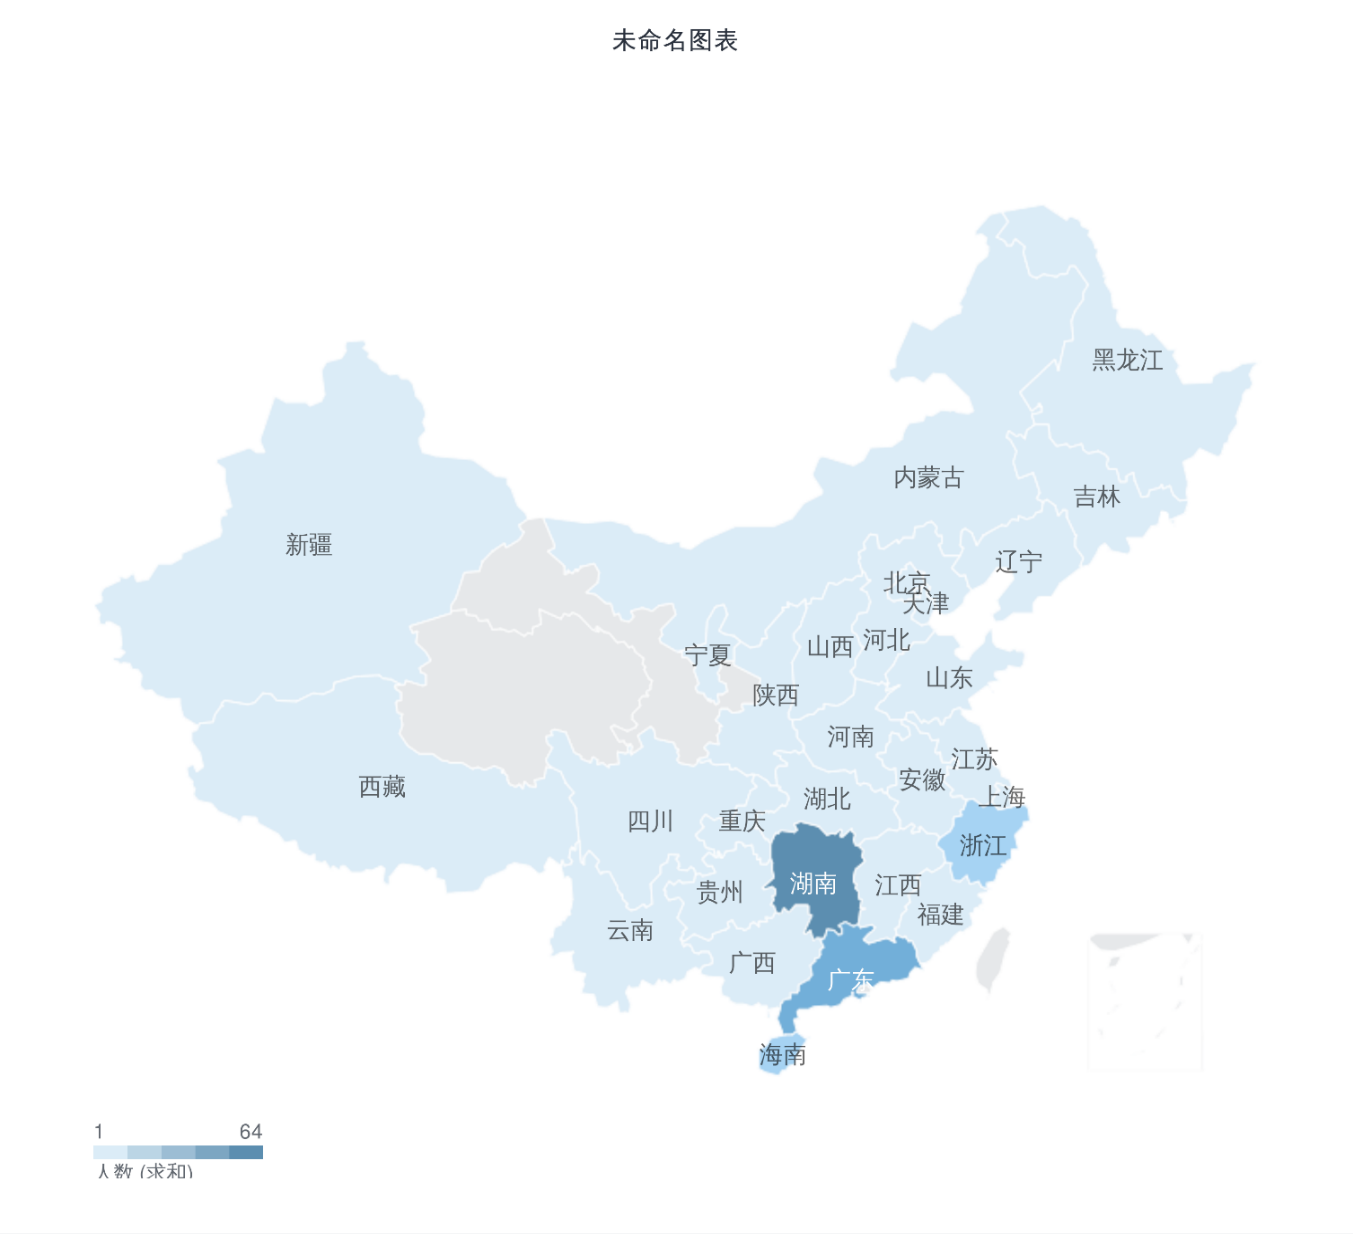 未命名图表
黑龙江
内蒙古
吉林
新疆
辽宁
北京
天津
河北
山西
宁夏
山东
陕西
河南
江苏
安徽
西藏
上海
湖北
四川
重庆
浙江
湖南
江西
贵州
福建
云南
广西
广东
海南
1 64
人数 (求和)